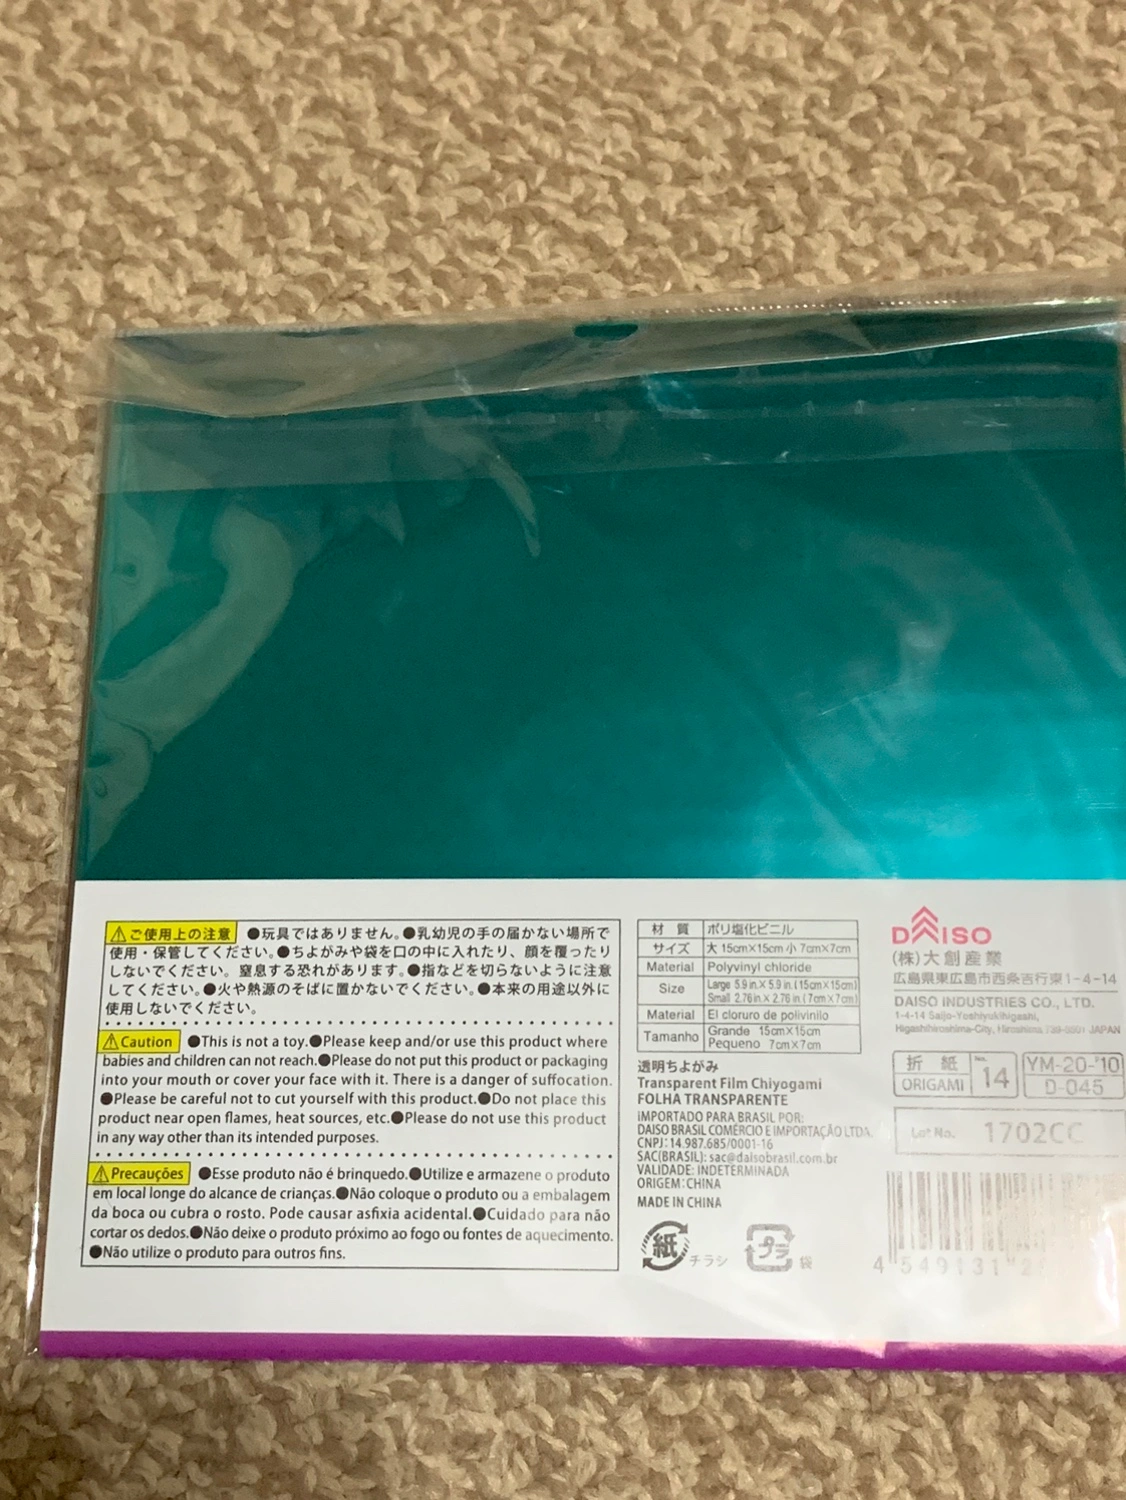 ⚠ご使用上の注意 ●玩具ではありません。●乳幼児の手の届かない場所で
使用・保管してください。●ちよがみや袋を口の中に入れたり、顔を覆ったり
しないでください。窒息する恐れがあります。●指などを切らないように注意
してください。●火や熱源のそばに置かないでください。●本来の用途以外に
使用しないでください。
⚠Caution ●This is not a toy.●Please keep and/or use this product where
babies and children can not reach.●Please do not put this product or packaging
into your mouth or cover your face with it. There is a danger of suffocation.
●Please be careful not to cut yourself with this product.●Do not place this
product near open flames, heat sources, etc.●Please do not use this product
in any way other than its intended purposes.
⚠Precauções ●Esse produto não é brinquedo.●Utilize e armazene o produto
em local longe do alcance de crianças.●Não coloque o produto ou a embalagem
da boca ou cubra o rosto. Pode causar asfixia acidental.●Cuidado para não
cortar os dedos.●Não deixe o produto próximo ao fogo ou fontes de aquecimento.
●Não utilize o produto para outros fins.
材質 ポリ塩化ビニル
サイズ 大 15cm×15cm 小 7cm×7cm
Material Polyvinyl chloride
Size Large 5.9 in.× 5.9 in.(15cm×15cm)
Small 2.76 in.× 2.76 in.(7cm×7cm)
Material El cloruro de polivinilo
Tamanho Grande 15cm×15cm
Pequeno 7cm×7cm
透明ちよがみ
Transparent Film Chiyogami
FOLHA TRANSPARENTE
IMPORTADO PARA BRASIL POR:
DAISO BRASIL COMÉRCIO E IMPORTAÇÃO LTDA.
CNPJ: 14.987.685/0001-16
SAC(BRASIL): sac@daisobrasil.com.br
VALIDADE: INDETERMINADA
ORIGEM:CHINA
MADE IN CHINA
紙 チラシ
プラ 袋
DAISO
(株)大創産業
広島県東広島市西条吉行東1-4-14
DAISO INDUSTRIES CO., LTD.
1-4-14 Saijo-Yoshiyukihigashi,
Higashihiroshima-City, Hiroshima, 739-8501 JAPAN
折紙 No. 14
ORIGAMI
YM-20-'10
D-045
Lot No. 1702CC
4 549131 2